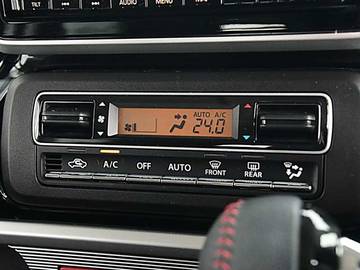 TILT AUDIO MENU
AUTO A/C
24.0
A/C OFF AUTO FRONT REAR